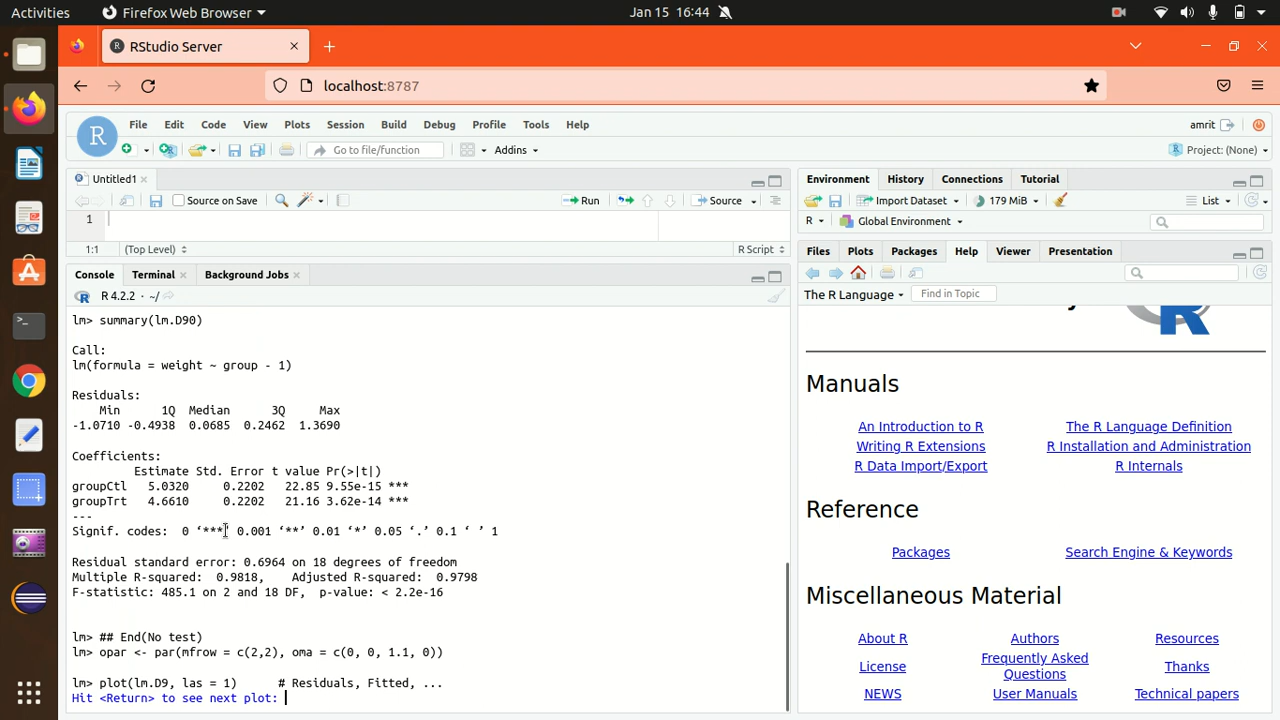 Activities
Firefox Web Browser
Jan 15 16:44
RStudio Server
localhost:8787
File Edit Code View Plots Session Build Debug Profile Tools Help
amrit
Go to file/function
Addins
Project: (None)
Untitled1
Source on Save
Run
Source
1
1:1 (Top Level)
R Script
Console Terminal Background Jobs
R 4.2.2 · ~/
lm> summary(lm.D90)
Call:
lm(formula = weight ~ group - 1)
Residuals:
Min 1Q Median 3Q Max
-1.0710 -0.4938 0.0685 0.2462 1.3690
Coefficients:
Estimate Std. Error t value Pr(>|t|)
groupCtl 5.0320 0.2202 22.85 9.55e-15 ***
groupTrt 4.6610 0.2202 21.16 3.62e-14 ***
---
Signif. codes: 0 ‘***’ 0.001 ‘**’ 0.01 ‘*’ 0.05 ‘.’ 0.1 ‘ ’ 1
Residual standard error: 0.6964 on 18 degrees of freedom
Multiple R-squared: 0.9818, Adjusted R-squared: 0.9798
F-statistic: 485.1 on 2 and 18 DF, p-value: < 2.2e-16
lm> ## End(No test)
lm> opar <- par(mfrow = c(2,2), oma = c(0, 0, 1.1, 0))
lm> plot(lm.D9, las = 1) # Residuals, Fitted, ...
Hit <Return> to see next plot:
Environment History Connections Tutorial
Import Dataset
179 MiB
List
R
Global Environment
Files Plots Packages Help Viewer Presentation
The R Language
Find in Topic
R
Manuals
An Introduction to R
The R Language Definition
Writing R Extensions
R Installation and Administration
R Data Import/Export
R Internals
Reference
Packages
Search Engine & Keywords
Miscellaneous Material
About R
Authors
Resources
License
Frequently Asked Questions
Thanks
NEWS
User Manuals
Technical papers